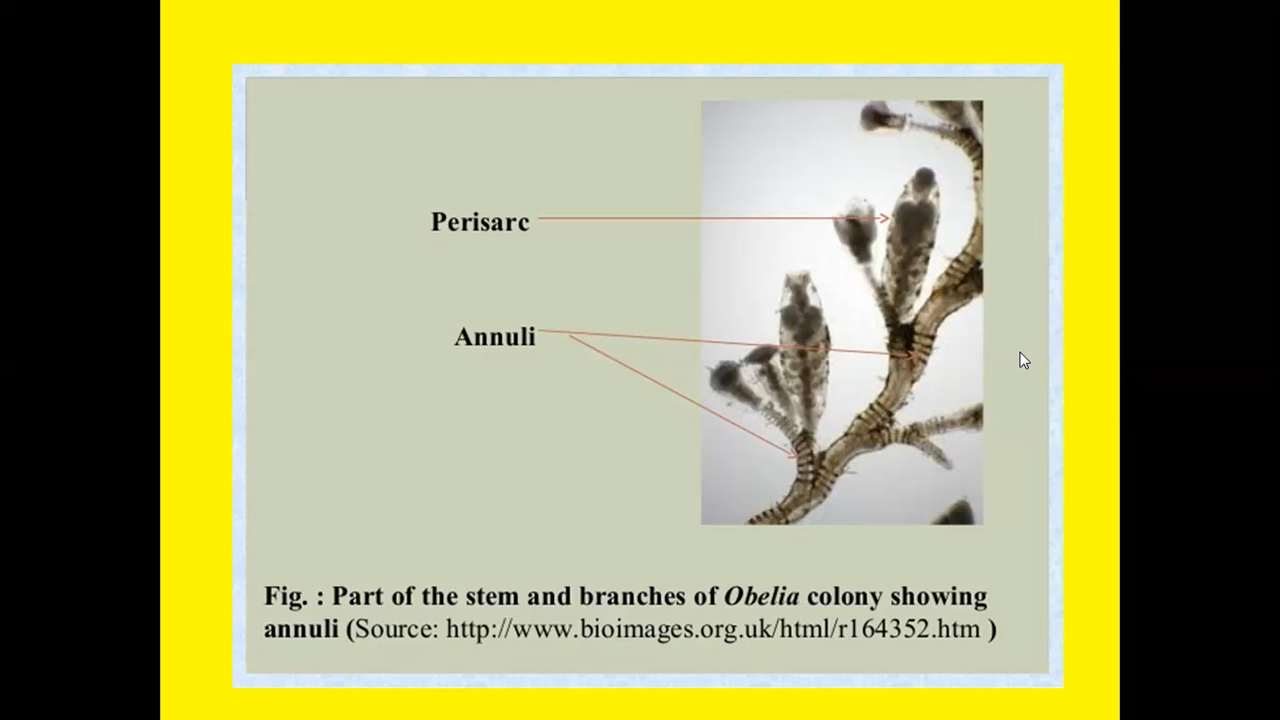 Perisarc
Annuli
Fig. : Part of the stem and branches of Obelia colony showing
annuli (Source: http://www.bioimages.org.uk/html/r164352.htm )